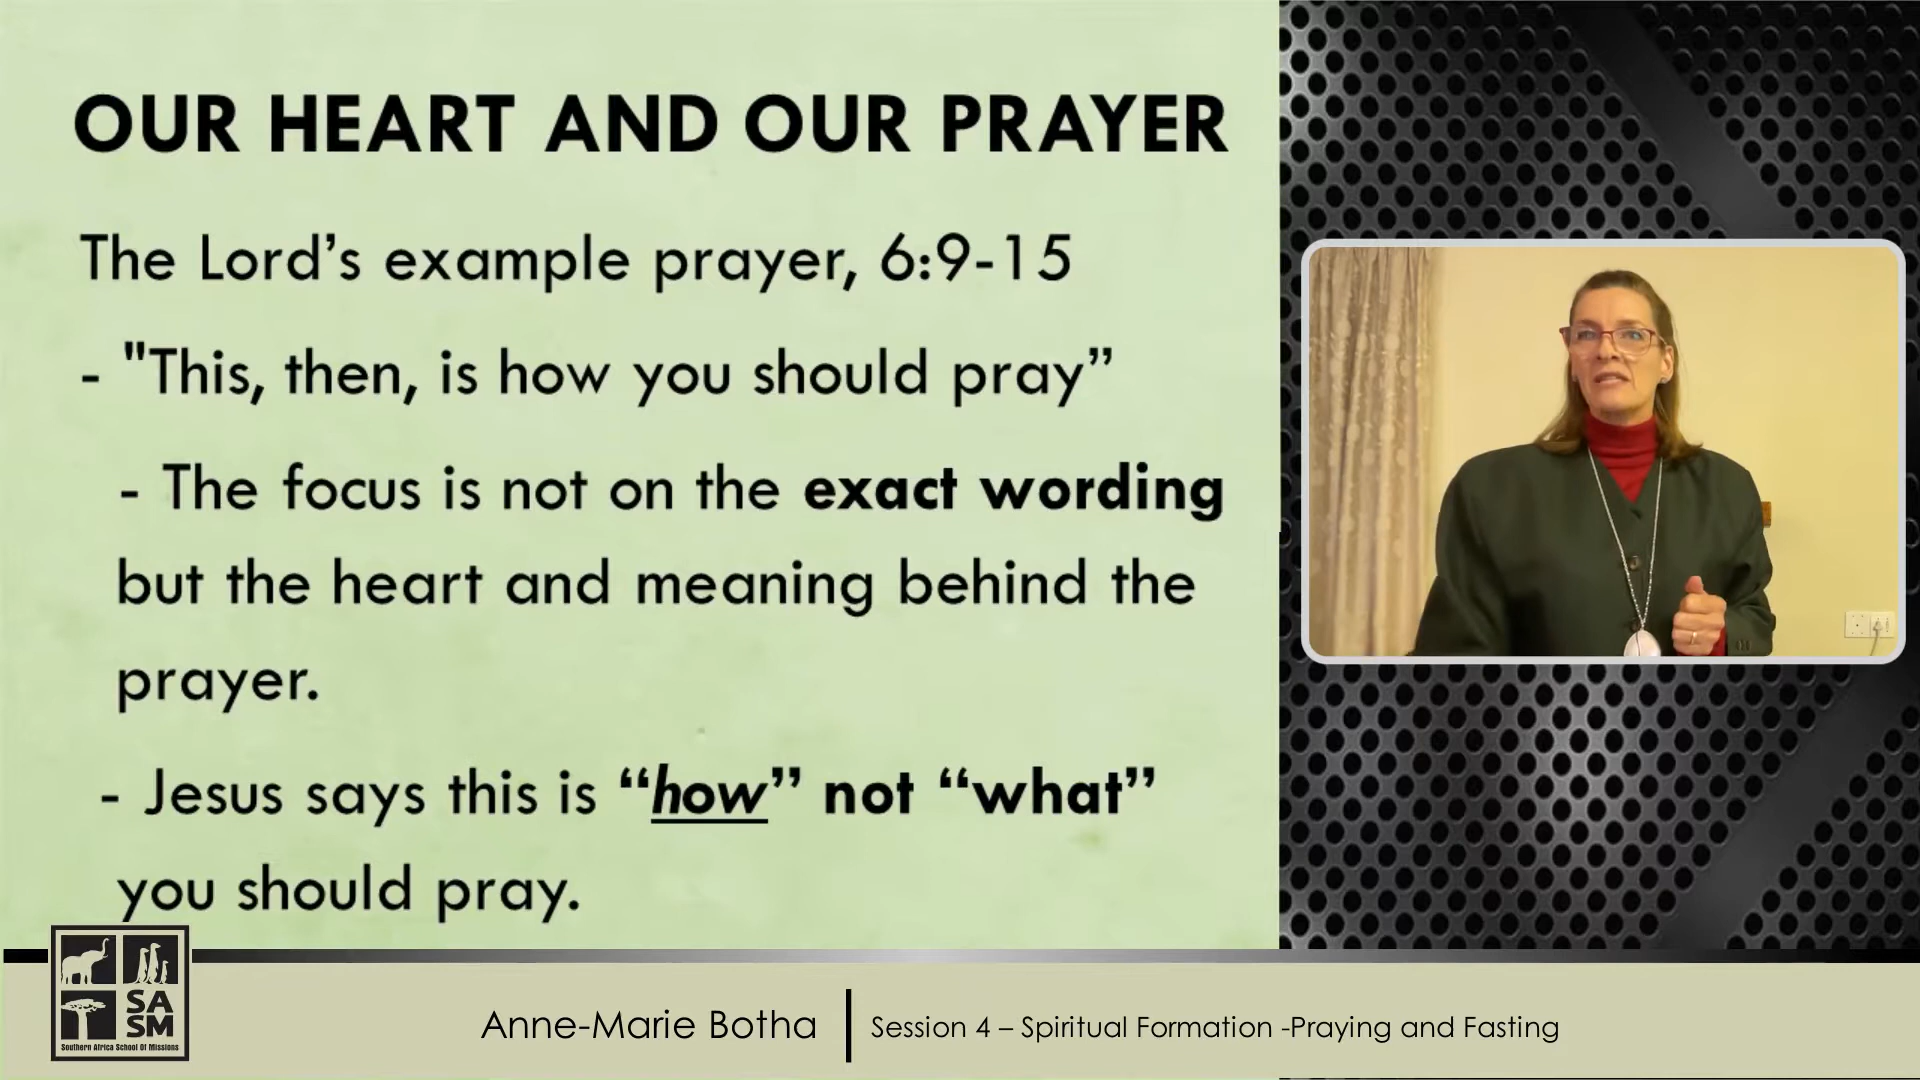 OUR HEART AND OUR PRAYER
The Lord’s example prayer, 6:9-15
- "This, then, is how you should pray”
- The focus is not on the exact wording
but the heart and meaning behind the
prayer.
- Jesus says this is “how” not “what”
you should pray.
SA
SM
Southern Africa School Of Missions
Anne-Marie Botha
Session 4 – Spiritual Formation -Praying and Fasting